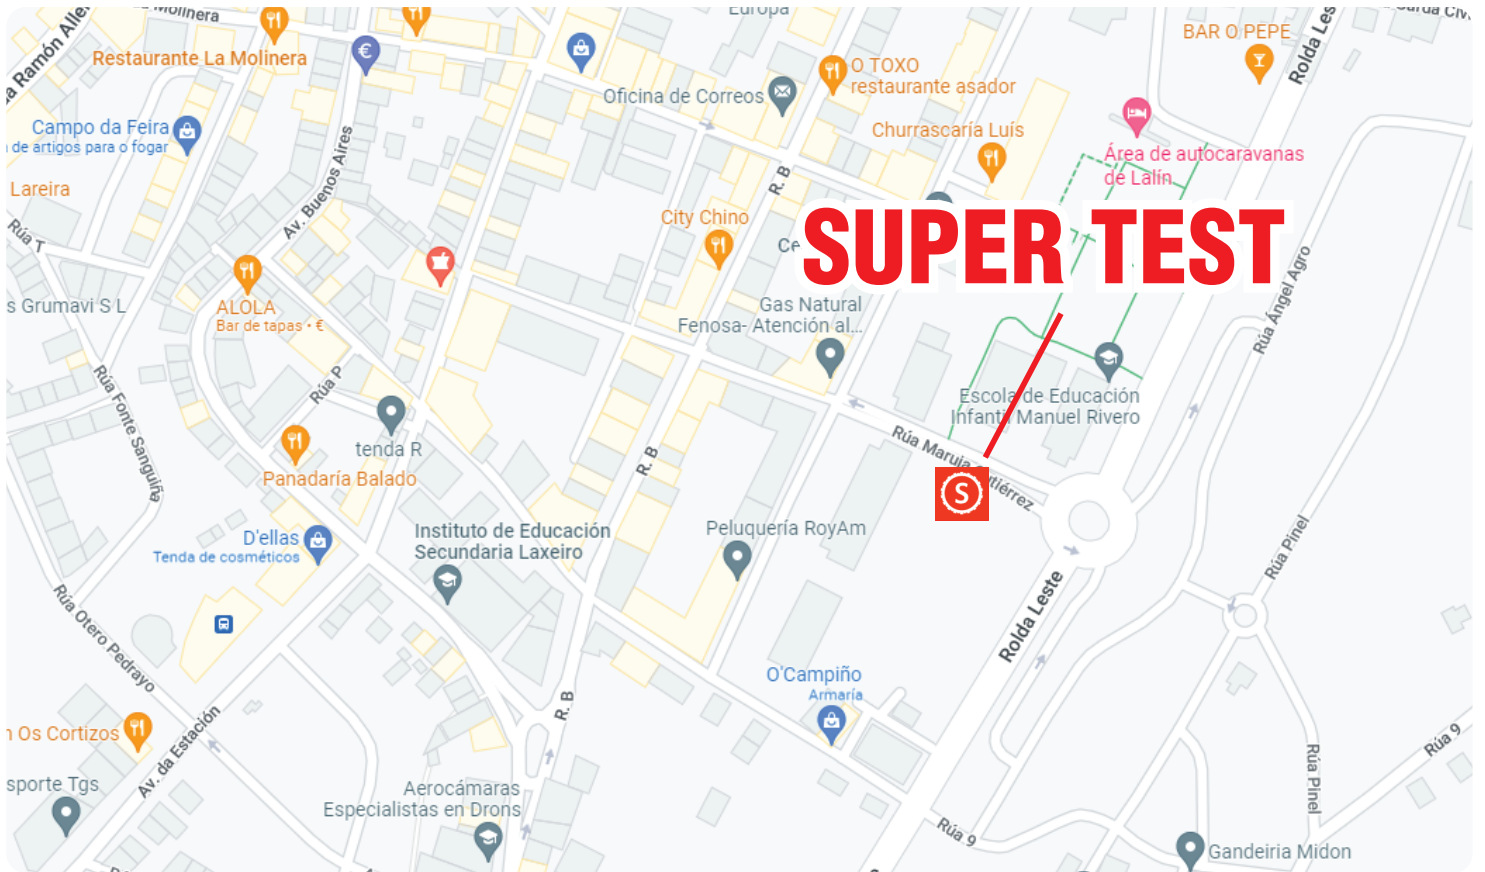 Molinera
Europa
Garda Civ
BAR O PEPE
Rolda Les
Restaurante La Molinera
€
a Ramón Alle
O TOXO
restaurante asador
Oficina de Correos
Campo da Feira
de artigos para o fogar
Churrascaría Luís
Área de autocaravanas
de Lalín
Av. Buenos Aires
R. B
Lareira
Rúa T
City Chino
Ce
SUPER TEST
Rúa Ángel Agro
s Grumavi S L
ALOLA
Bar de tapas • €
Gas Natural
Fenosa- Atención al...
Rúa P
Rúa Fonte Sanguiña
Escola de Educación
Infantil Manuel Rivero
tenda R
Rúa Maruja Gutiérrez
R. B
Panadaría Balado
S
D'ellas
Tenda de cosméticos
Instituto de Educación
Secundaria Laxeiro
Peluquería RoyAm
Rúa Pinel
Rúa Otero Pedrayo
Rolda Leste
O'Campiño
Armaría
R. B
Os Cortizos
Av. da Estación
Rúa 9
Rúa Pinel
sporte Tgs
Aerocámaras
Especialistas en Drons
Rúa 9
Gandeiria Midon